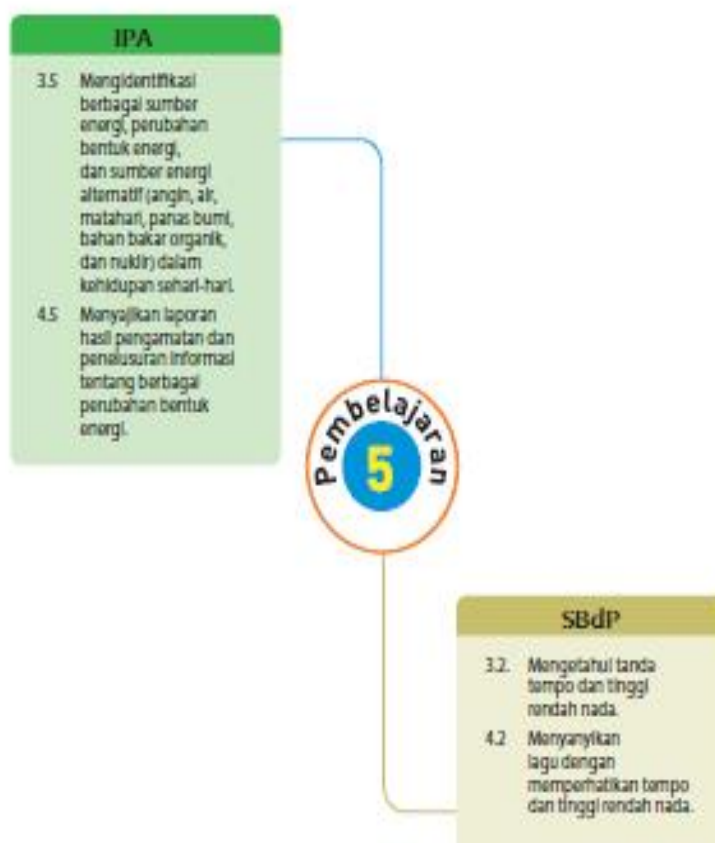 IPA
3.5 Mengidentifikasi
berbagai sumber
energi, perubahan
bentuk energi,
dan sumber energi
alternatif (angin, air,
matahari, panas bumi,
bahan bakar organik,
dan nuklir) dalam
kehidupan sehari-hari.
4.5 Menyajikan laporan
hasil pengamatan dan
penelusuran informasi
tentang berbagai
perubahan bentuk
energi.
Pembelajaran
5
SBdP
3.2. Mengetahui tanda
tempo dan tinggi
rendah nada.
4.2 Menyanyikan
lagu dengan
memperhatikan tempo
dan tinggi rendah nada.